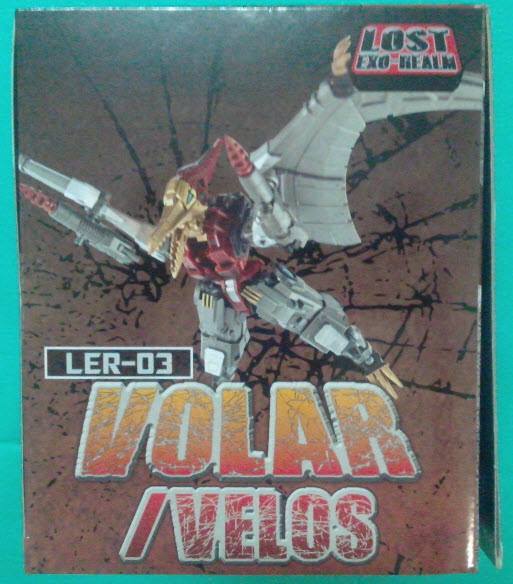 LOST
EXO-REALM
LER-03
VOLAR
/VELOS